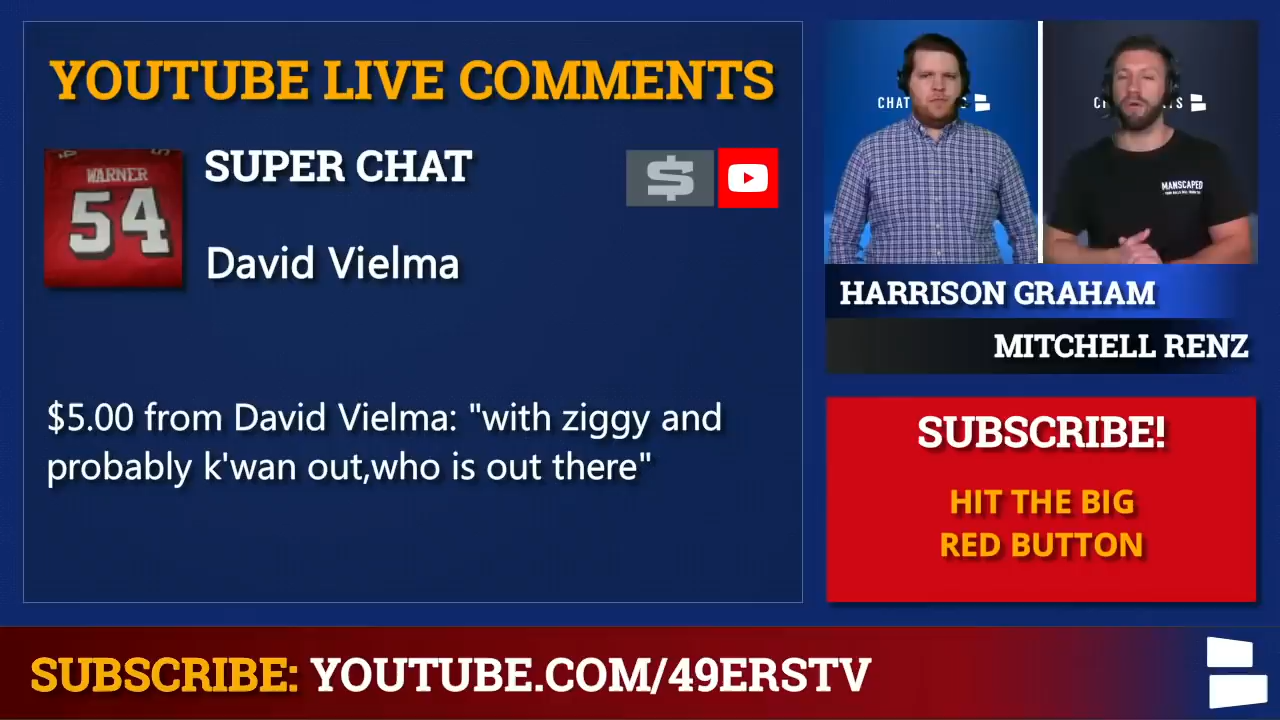 YOUTUBE LIVE COMMENTS
WARNER
54
SUPER CHAT
$
David Vielma
$5.00 from David Vielma: "with ziggy and
probably k'wan out,who is out there"
CHAT
MANSCAPED
HARRISON GRAHAM
MITCHELL RENZ
SUBSCRIBE!
HIT THE BIG
RED BUTTON
SUBSCRIBE: YOUTUBE.COM/49ERSTV